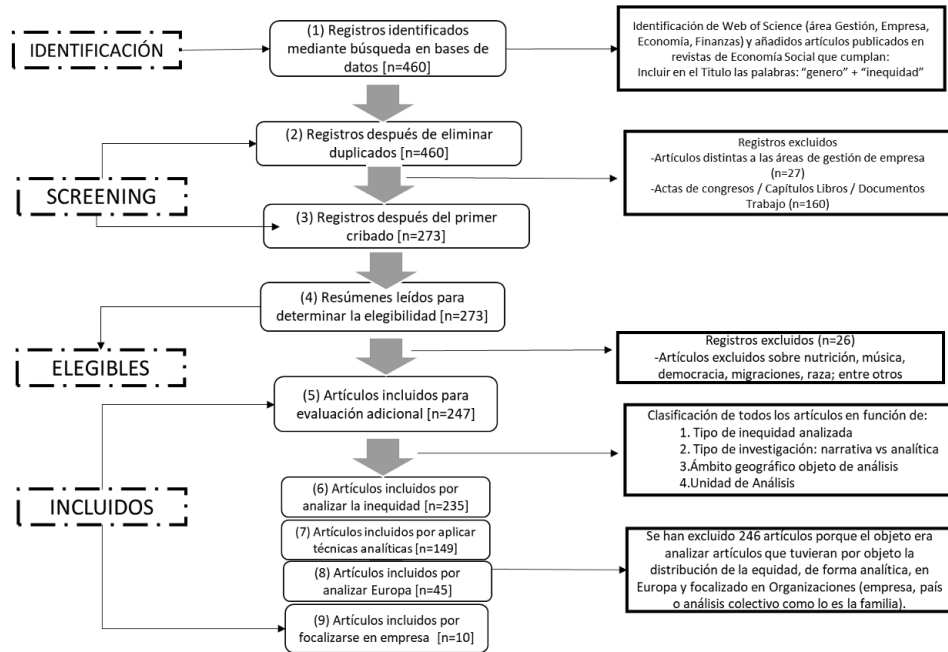 IDENTIFICACIÓN
(1) Registros identificados
mediante búsqueda en bases de
datos [n=460]
Identificación de Web of Science (área Gestión, Empresa,
Economía, Finanzas) y añadidos artículos publicados en
revistas de Economía Social que cumplan:
Incluir en el Titulo las palabras: “genero” + “inequidad”
SCREENING
(2) Registros después de eliminar
duplicados [n=460]
Registros excluidos
-Artículos distintas a las áreas de gestión de empresa
(n=27)
-Actas de congresos / Capítulos Libros / Documentos
Trabajo (n=160)
(3) Registros después del primer
cribado [n=273]
(4) Resúmenes leídos para
determinar la elegibilidad [n=273]
ELEGIBLES
Registros excluidos (n=26)
-Artículos excluidos sobre nutrición, música,
democracia, migraciones, raza; entre otros
(5) Artículos incluidos para
evaluación adicional [n=247]
Clasificación de todos los artículos en función de:
1. Tipo de inequidad analizada
2. Tipo de investigación: narrativa vs analítica
3.Ámbito geográfico objeto de análisis
4.Unidad de Análisis
INCLUIDOS
(6) Artículos incluidos por
analizar la inequidad [n=235]
(7) Artículos incluidos por aplicar
técnicas analíticas [n=149]
(8) Artículos incluidos por
analizar Europa [n=45]
(9) Artículos incluidos por
focalizarse en empresa [n=10]
Se han excluido 246 artículos porque el objeto era
analizar artículos que tuvieran por objeto la
distribución de la equidad, de forma analítica, en
Europa y focalizado en Organizaciones (empresa, país
o análisis colectivo como lo es la familia).